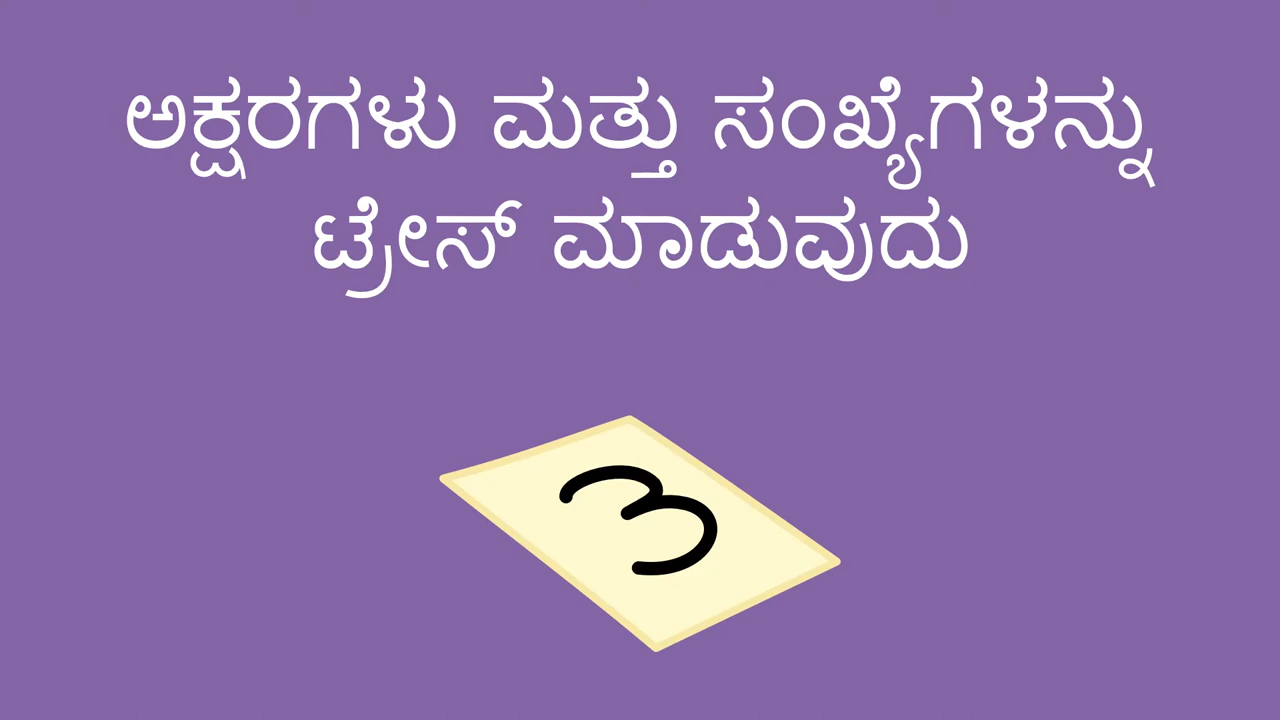 ಅಕ್ಷರಗಳು ಮತ್ತು ಸಂಖ್ಯೆಗಳನ್ನು
ಟ್ರೇಸ್ ಮಾಡುವುದು
3